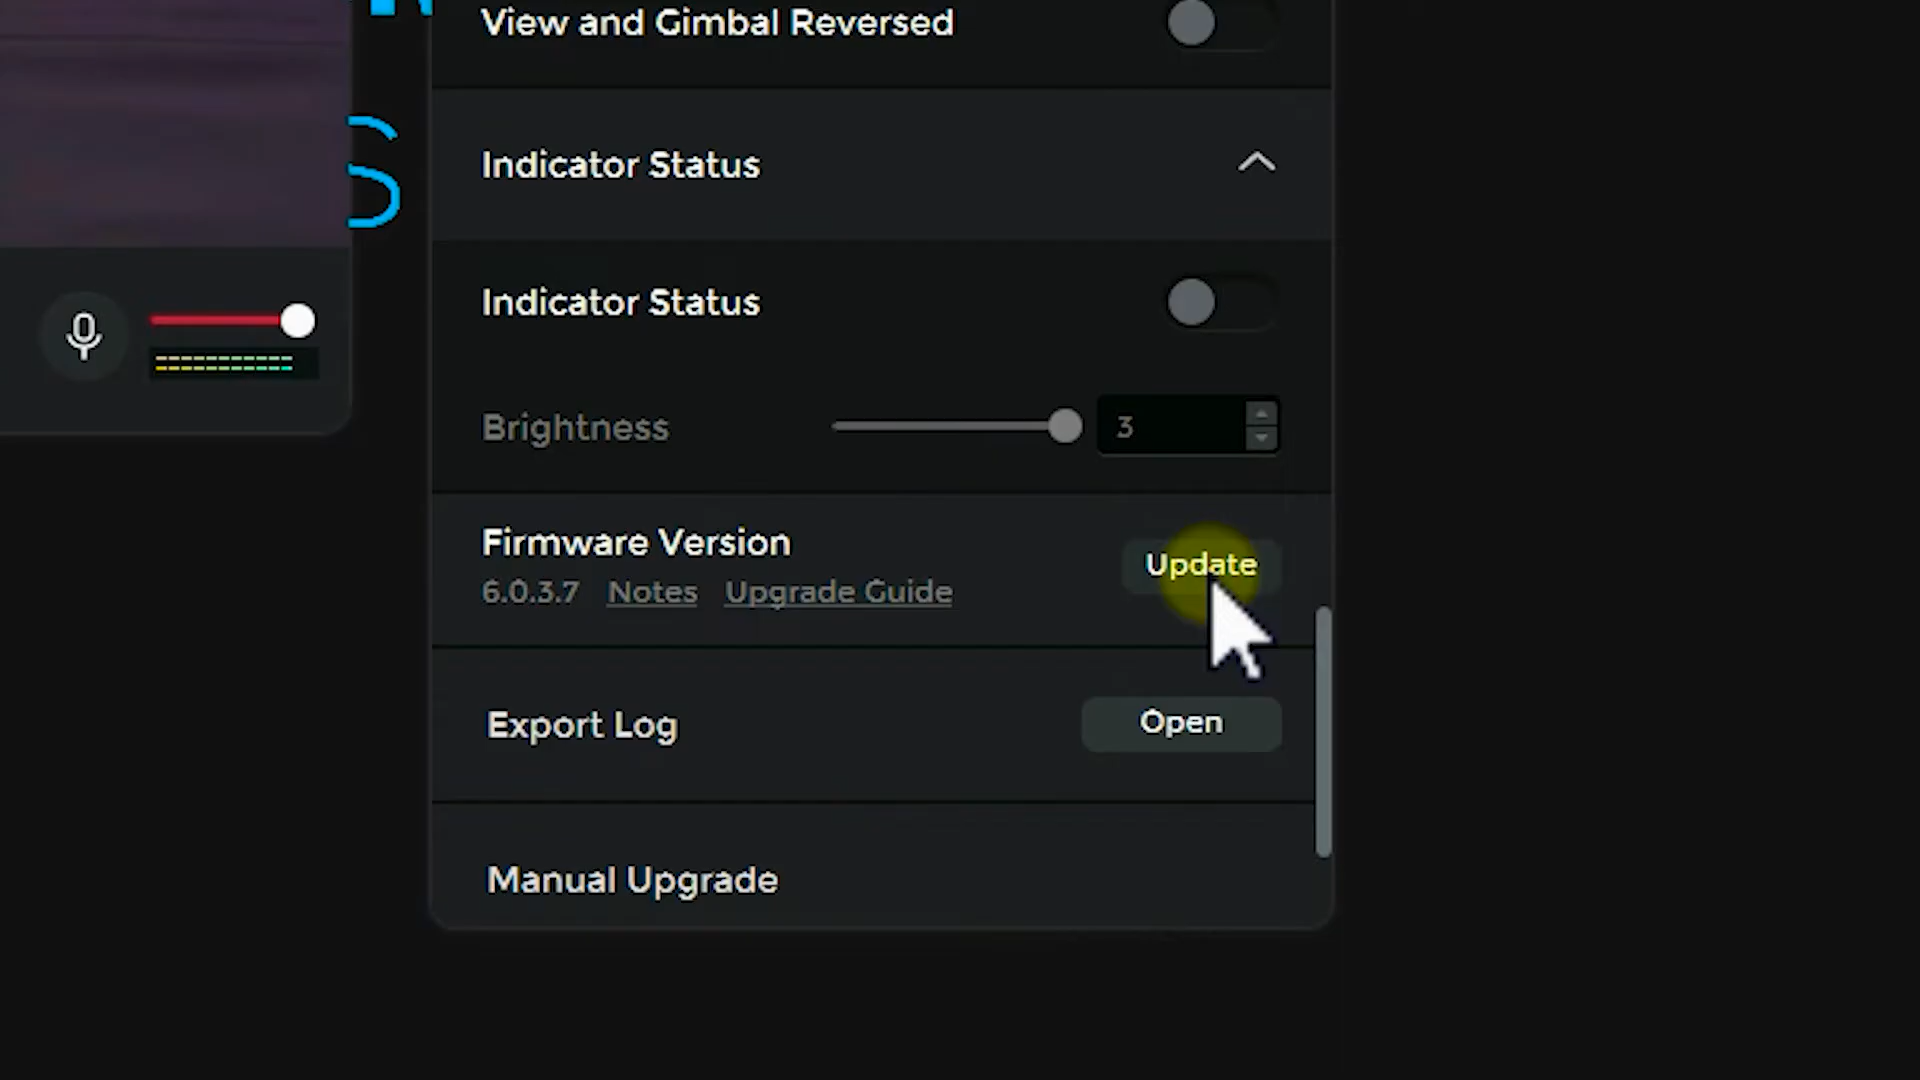 View and Gimbal Reversed
Indicator Status
S
Indicator Status
Brightness
3
Firmware Version
Update
6.0.3.7 Notes Upgrade Guide
Export Log
Open
Manual Upgrade